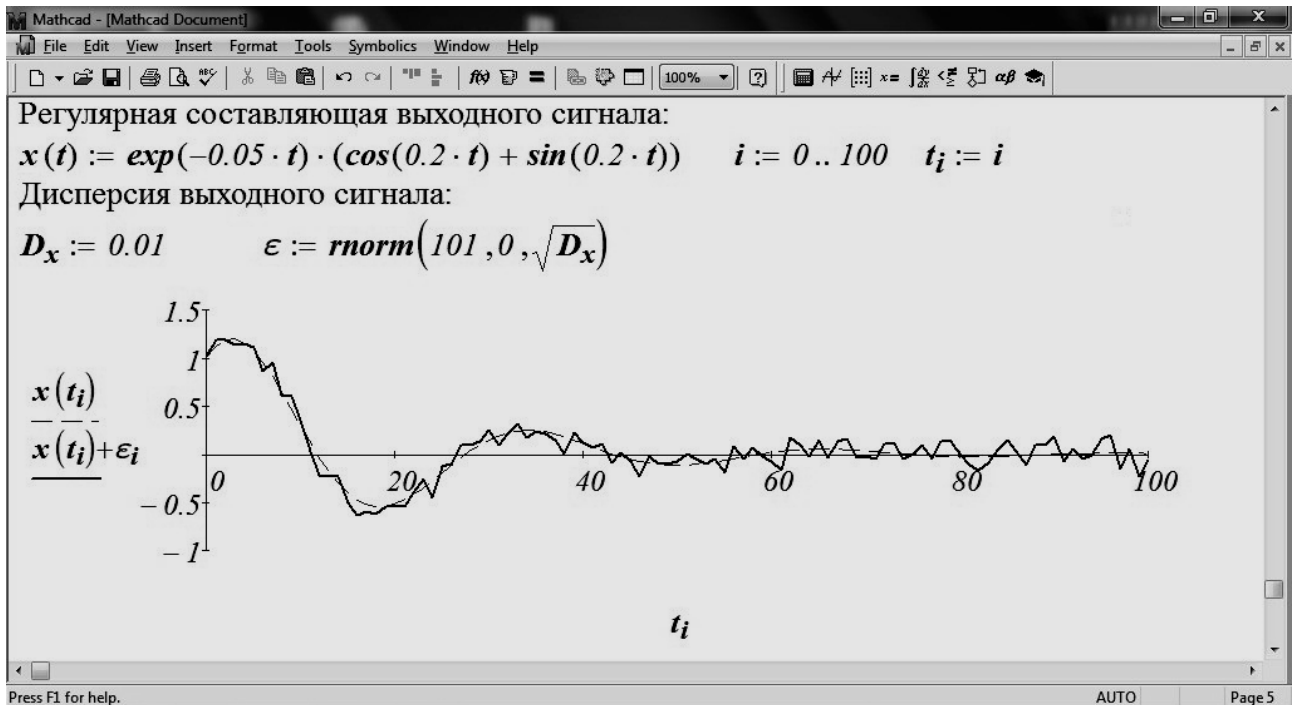 Mathcad - [Mathcad Document]
File Edit View Insert Format Tools Symbolics Window Help
100%
Регулярная составляющая выходного сигнала:
x(t) := exp(−0.05 · t) · (cos(0.2 · t) + sin(0.2 · t)) i := 0 .. 100 tᵢ := i
Дисперсия выходного сигнала:
Dₓ := 0.01 ε := rnorm(101 , 0 , √Dₓ)
1.5
1
0.5
− 0.5
− 1
x(tᵢ)
x(tᵢ)+εᵢ
0 20 40 60 80 100
tᵢ
Press F1 for help. AUTO Page 5